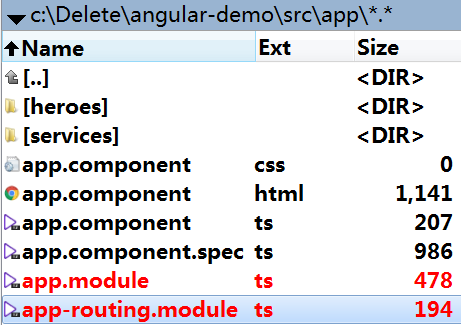 c:\Delete\angular-demo\src\app\*.*
Name Ext Size
[..] <DIR>
[heroes] <DIR>
[services] <DIR>
app.component css 0
app.component html 1,141
app.component ts 207
app.component.spec ts 986
app.module ts 478
app-routing.module ts 194